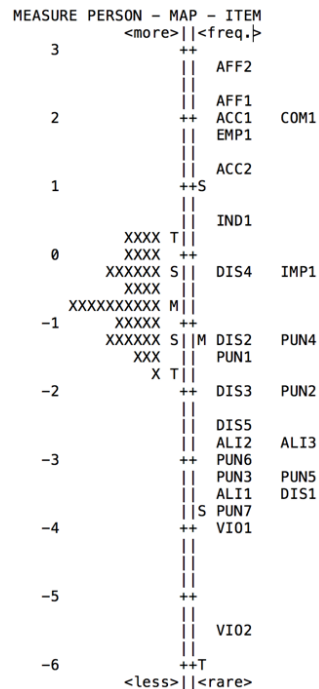 MEASURE PERSON - MAP - ITEM
<more>||<freq.>
3 ++
|| AFF2
||
|| AFF1
2 ++ ACC1 COM1
|| EMP1
||
|| ACC2
1 ++S
||
|| IND1
XXXX T||
0 XXXX ++
XXXXXX S|| DIS4 IMP1
XXXX ||
XXXXXXXXXX M||
-1 XXXXX ++
XXXXXX S||M DIS2 PUN4
XXX || PUN1
X T||
-2 ++ DIS3 PUN2
||
|| DIS5
|| ALI2 ALI3
-3 ++ PUN6
|| PUN3 PUN5
|| ALI1 DIS1
||S PUN7
-4 ++ VIO1
||
||
||
-5 ++
||
|| VIO2
||
-6 ++T
<less>||<rare>